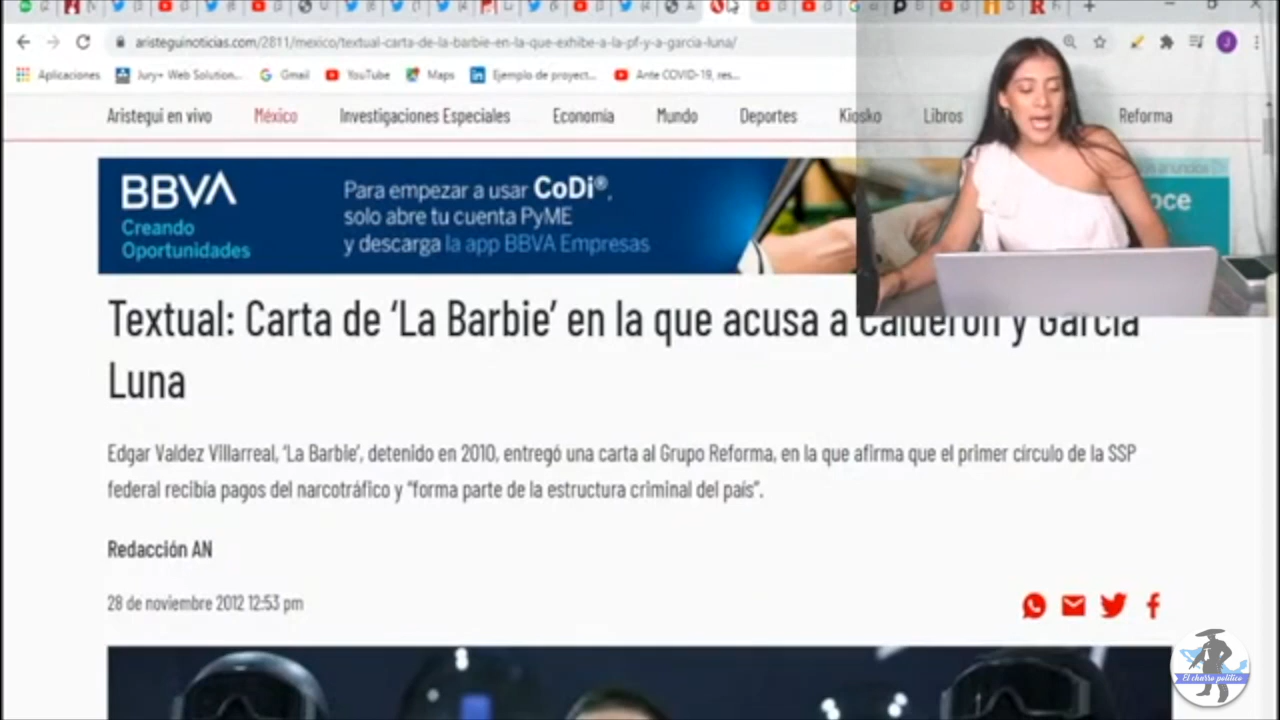 aristeguinoticias.com/2811/mexico/textual-carta-de-la-barbie-en-la-que-exhibe-a-la-pf-y-a-garcia-luna/
Aplicaciones Jury+ Web Solution... Gmail YouTube Maps Ejemplo de proyect... Ante COVID-19, res...
Aristegui en vivo México Investigaciones Especiales Economía Mundo Deportes Kiosko Libros Reforma
BBVA
Creando
Oportunidades
Para empezar a usar CoDi®,
solo abre tu cuenta PyME
y descarga la app BBVA Empresas
oce
Textual: Carta de ‘La Barbie’ en la que acusa a Calderón y García
Luna
Edgar Valdez Villarreal, ‘La Barbie’, detenido en 2010, entregó una carta al Grupo Reforma, en la que afirma que el primer círculo de la SSP
federal recibía pagos del narcotráfico y “forma parte de la estructura criminal del país”.
Redacción AN
28 de noviembre 2012 12:53 pm
El charro político